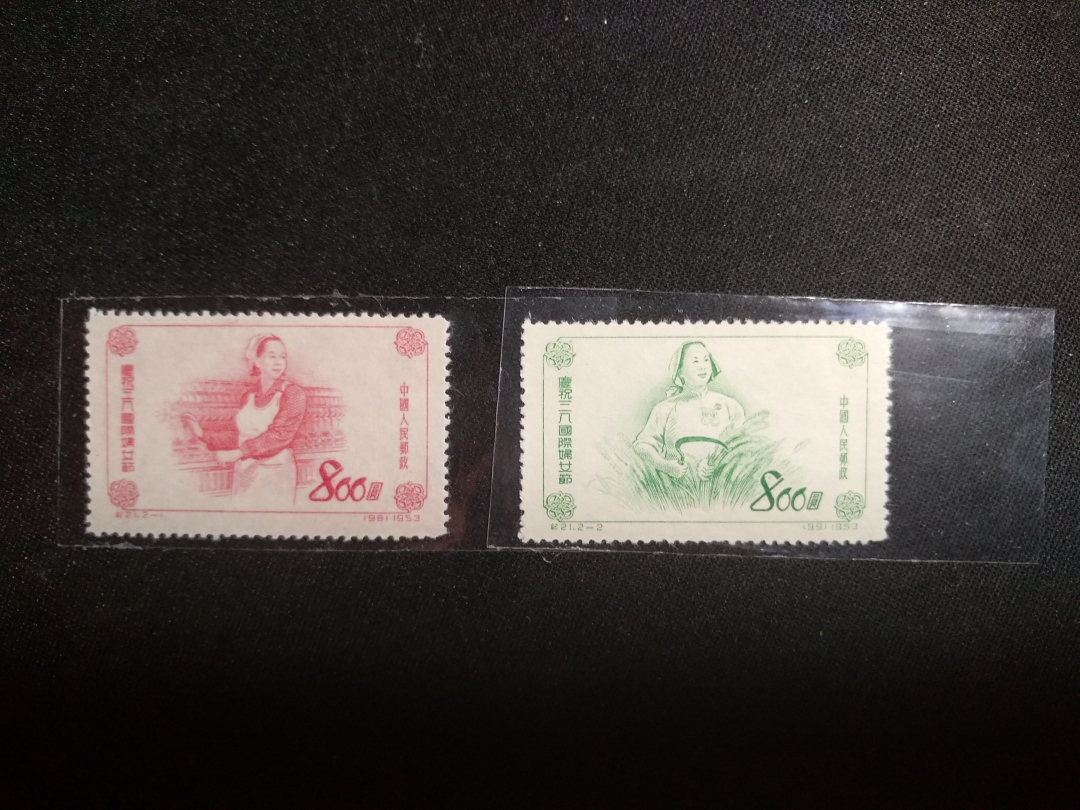 慶祝三八國際婦女節
中國人民郵政
800圓
紀21.2-1
(98) 1953
慶祝三八國際婦女節
中國人民郵政
800圓
紀21.2-2
(99) 1953